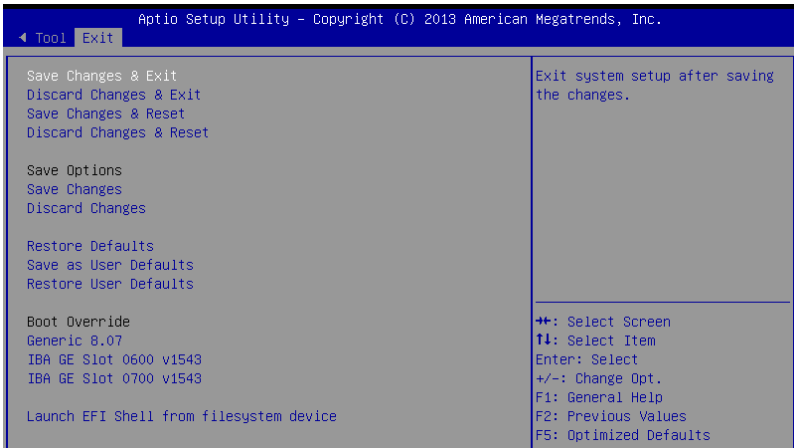 Aptio Setup Utility – Copyright (C) 2013 American Megatrends, Inc.
Tool Exit
Save Changes & Exit
Discard Changes & Exit
Save Changes & Reset
Discard Changes & Reset
Save Options
Save Changes
Discard Changes
Restore Defaults
Save as User Defaults
Restore User Defaults
Boot Override
Generic 8.07
IBA GE Slot 0600 v1543
IBA GE Slot 0700 v1543
Launch EFI Shell from filesystem device
Exit system setup after saving
the changes.
→←: Select Screen
↑↓: Select Item
Enter: Select
+/-: Change Opt.
F1: General Help
F2: Previous Values
F5: Optimized Defaults